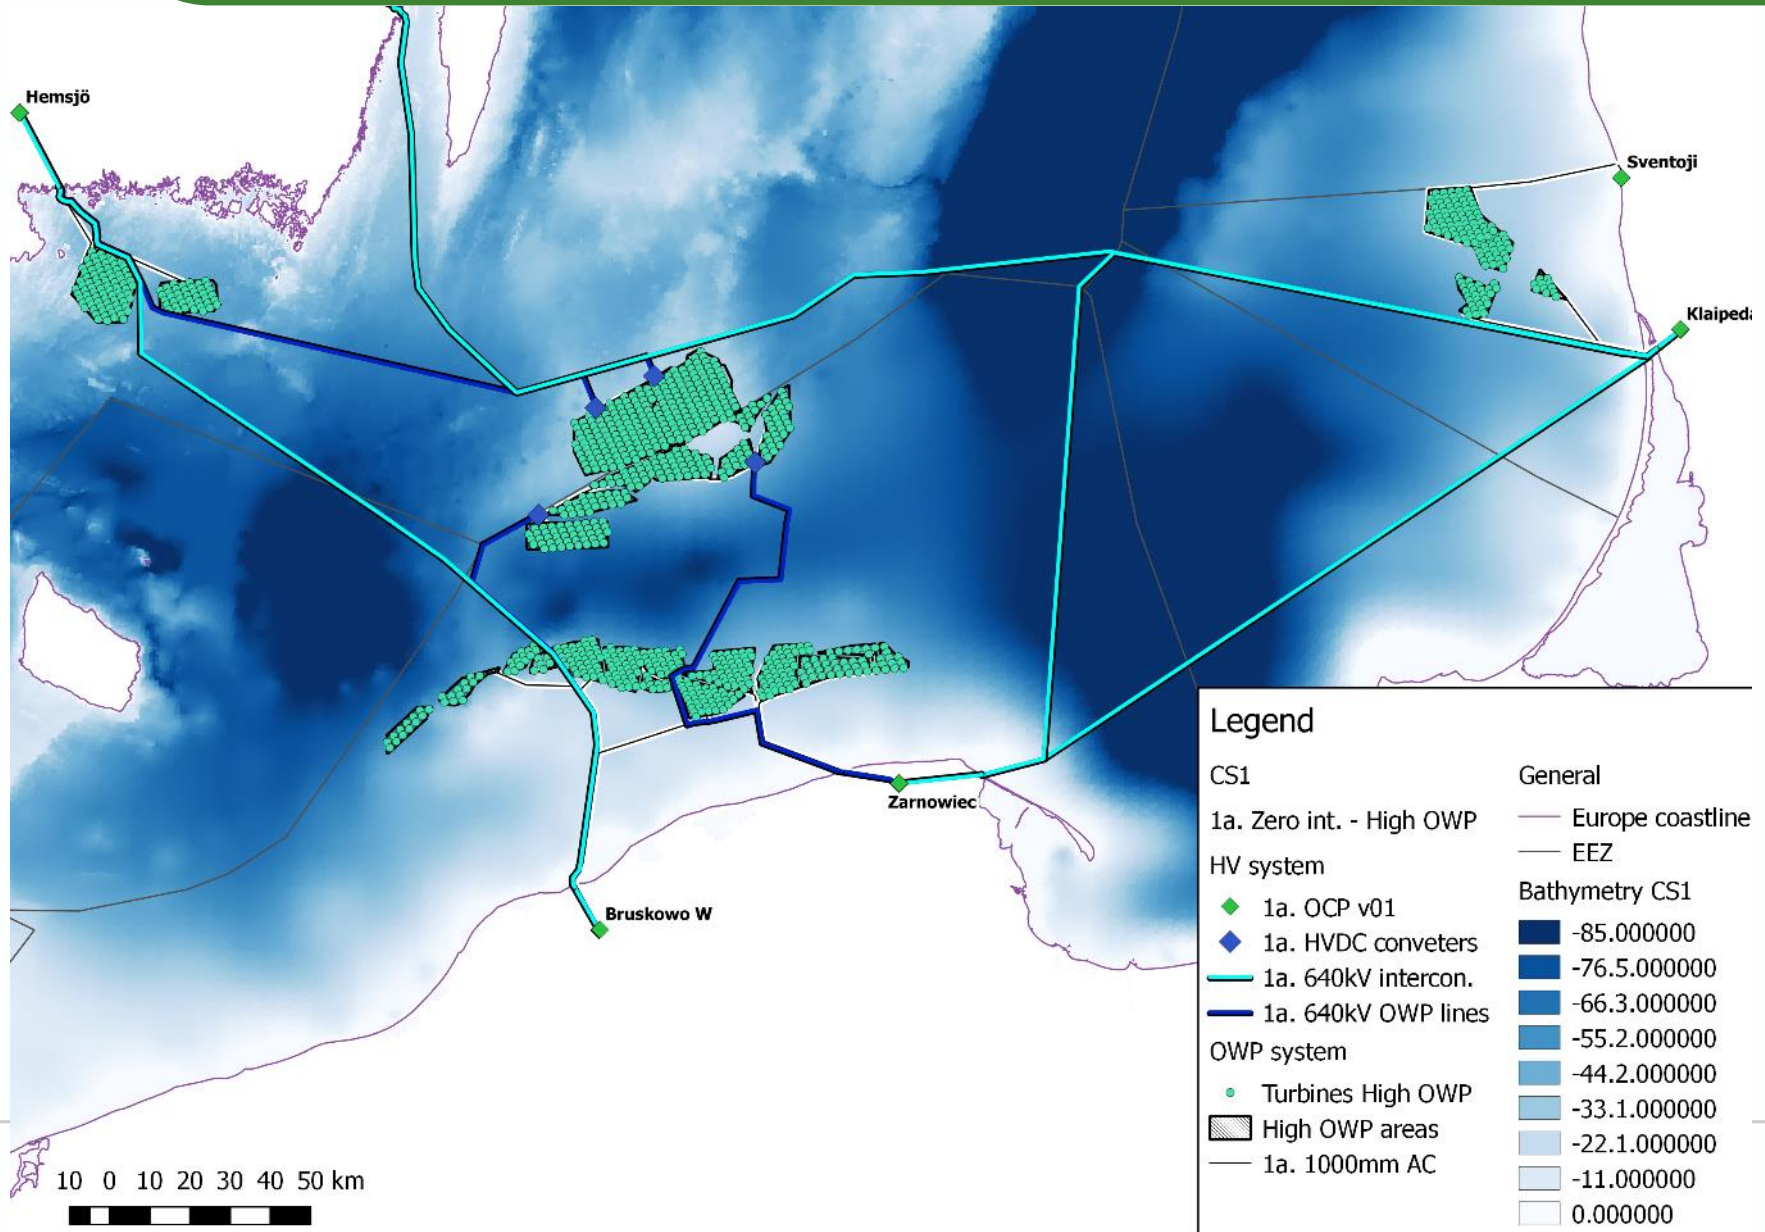 Hemsjö
Sventoji
Klaipeda
Zarnowiec
Bruskowo W
10 0 10 20 30 40 50 km
Legend
CS1
1a. Zero int. - High OWP
HV system
1a. OCP v01
1a. HVDC conveters
1a. 640kV intercon.
1a. 640kV OWP lines
OWP system
Turbines High OWP
High OWP areas
1a. 1000mm AC
General
Europe coastline
EEZ
Bathymetry CS1
-85.000000
-76.5.000000
-66.3.000000
-55.2.000000
-44.2.000000
-33.1.000000
-22.1.000000
-11.000000
0.000000